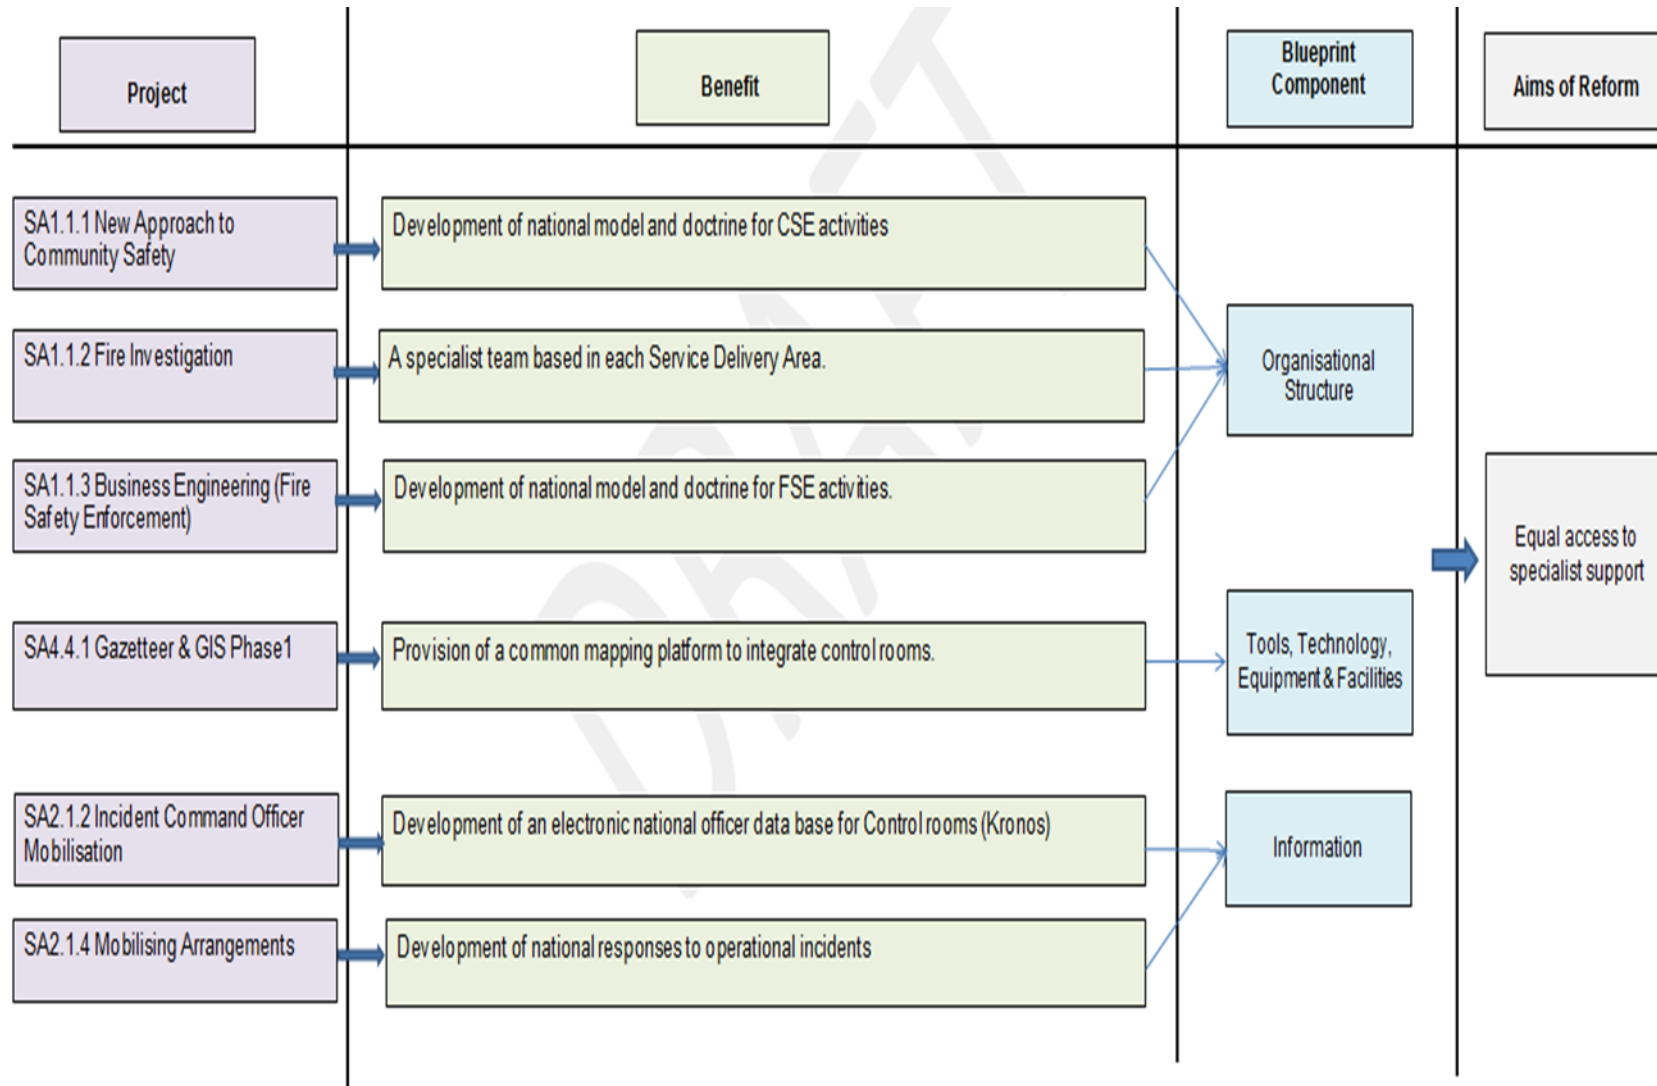 Project
Benefit
Blueprint
Component
Aims of Reform
SA1.1.1 New Approach to
Community Safety
Development of national model and doctrine for CSE activities
SA1.1.2 Fire Investigation
A specialist team based in each Service Delivery Area.
Organisational
Structure
SA1.1.3 Business Engineering (Fire
Safety Enforcement)
Development of national model and doctrine for FSE activities.
Equal access to
specialist support
SA4.4.1 Gazetteer & GIS Phase1
Provision of a common mapping platform to integrate control rooms.
Tools, Technology,
Equipment & Facilities
SA2.1.2 Incident Command Officer
Mobilisation
Development of an electronic national officer data base for Control rooms (Kronos)
Information
SA2.1.4 Mobilising Arrangements
Development of national responses to operational incidents
DRAFT